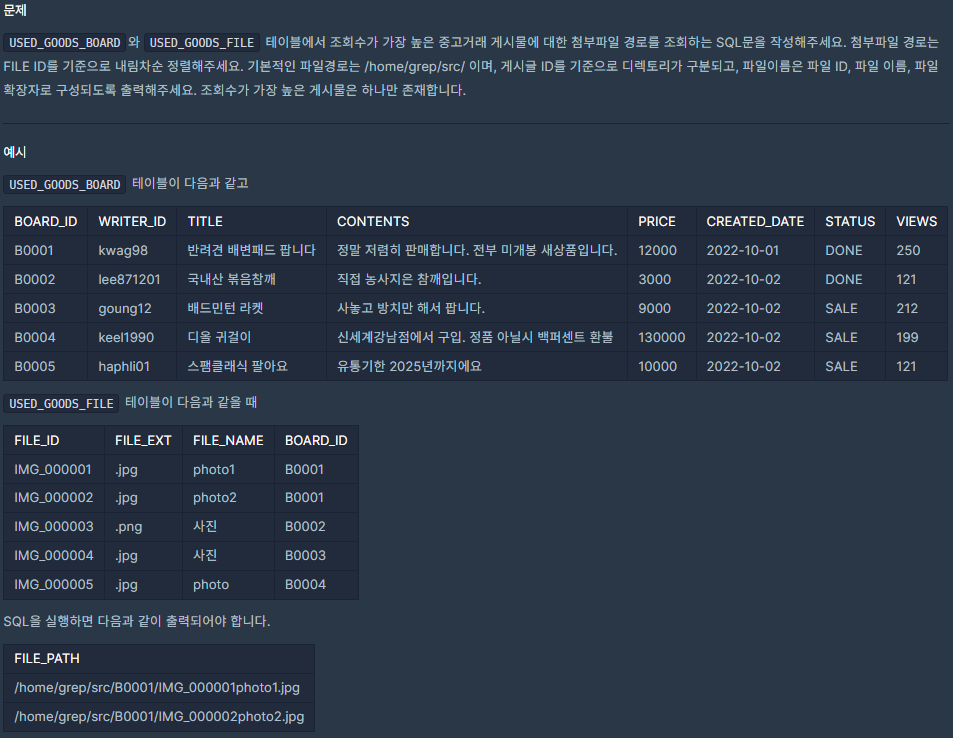 문제
USED_GOODS_BOARD 와 USED_GOODS_FILE 테이블에서 조회수가 가장 높은 중고거래 게시물에 대한 첨부파일 경로를 조회하는 SQL문을 작성해주세요. 첨부파일 경로는
FILE ID를 기준으로 내림차순 정렬해주세요. 기본적인 파일경로는 /home/grep/src/ 이며, 게시글 ID를 기준으로 디렉토리가 구분되고, 파일이름은 파일 ID, 파일 이름, 파일
확장자로 구성되도록 출력해주세요. 조회수가 가장 높은 게시물은 하나만 존재합니다.
예시
USED_GOODS_BOARD 테이블이 다음과 같고
BOARD_ID WRITER_ID TITLE CONTENTS PRICE CREATED_DATE STATUS VIEWS
B0001 kwag98 반려견 배변패드 팝니다 정말 저렴히 판매합니다. 전부 미개봉 새상품입니다. 12000 2022-10-01 DONE 250
B0002 lee871201 국내산 볶음참깨 직접 농사지은 참깨입니다. 3000 2022-10-02 DONE 121
B0003 goung12 배드민턴 라켓 사놓고 방치만 해서 팝니다. 9000 2022-10-02 SALE 212
B0004 keel1990 디올 귀걸이 신세계강남점에서 구입. 정품 아닐시 백퍼센트 환불 130000 2022-10-02 SALE 199
B0005 haphli01 스팸클래식 팔아요 유통기한 2025년까지에요 10000 2022-10-02 SALE 121
USED_GOODS_FILE 테이블이 다음과 같을 때
FILE_ID FILE_EXT FILE_NAME BOARD_ID
IMG_000001 .jpg photo1 B0001
IMG_000002 .jpg photo2 B0001
IMG_000003 .png 사진 B0002
IMG_000004 .jpg 사진 B0003
IMG_000005 .jpg photo B0004
SQL을 실행하면 다음과 같이 출력되어야 합니다.
FILE_PATH
/home/grep/src/B0001/IMG_000001photo1.jpg
/home/grep/src/B0001/IMG_000002photo2.jpg